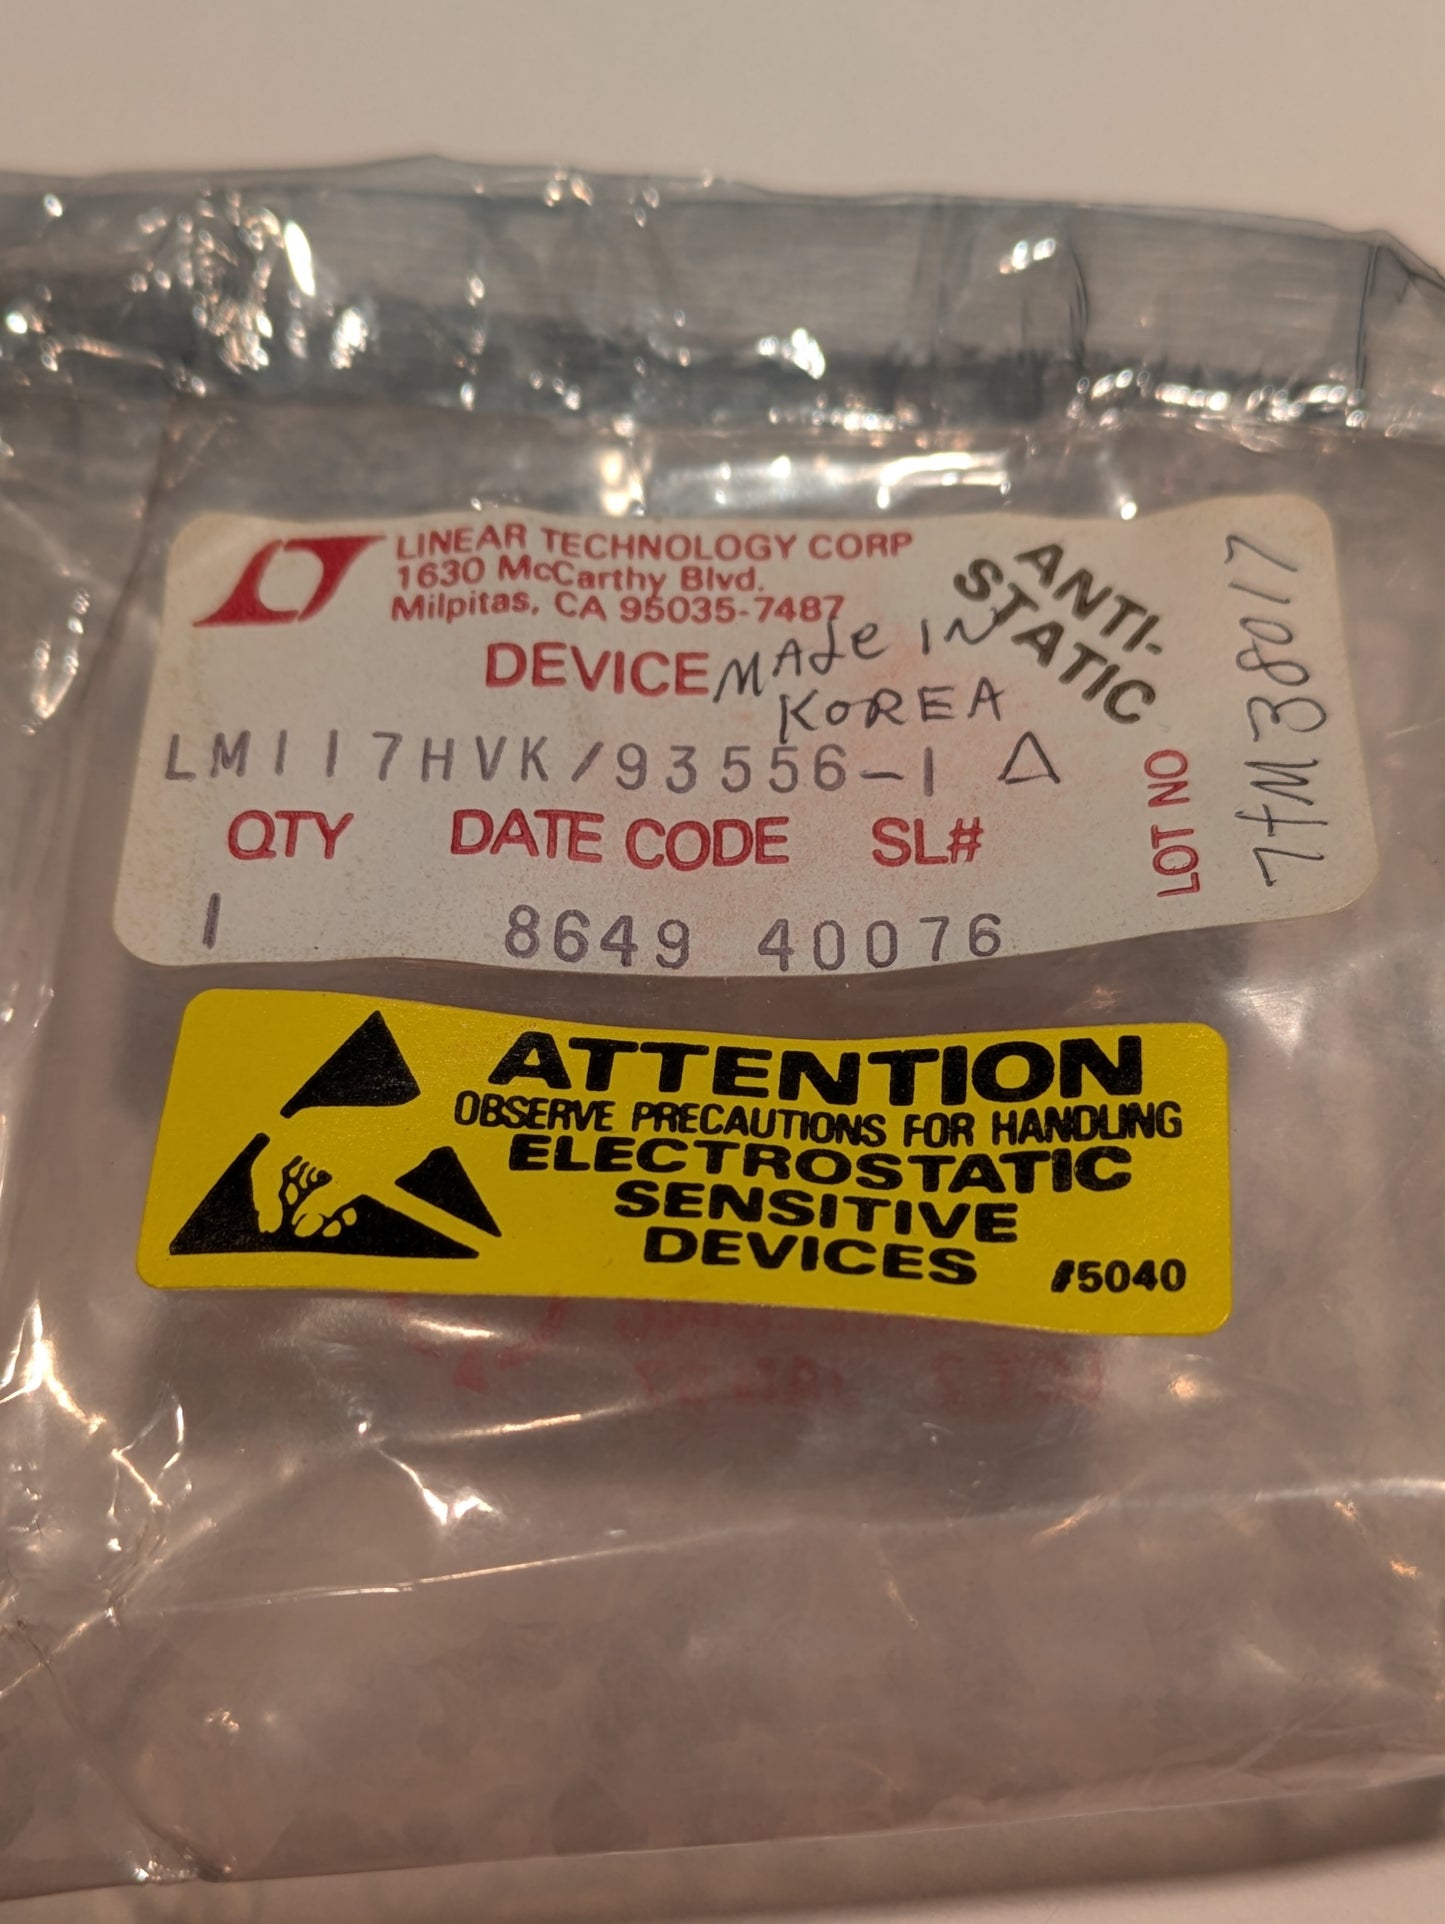 LINEAR TECHNOLOGY CORP
1630 McCarthy Blvd.
Milpitas, CA 95035-7487
ANTI-
STATIC
DEVICE MAdE IN
KOREA
LM117HVK/93556-1 Δ
QTY DATE CODE SL#
1 8649 40076
LOT NO
7fM38017
ATTENTION
OBSERVE PRECAUTIONS FOR HANDLING
ELECTROSTATIC
SENSITIVE
DEVICES
#5040